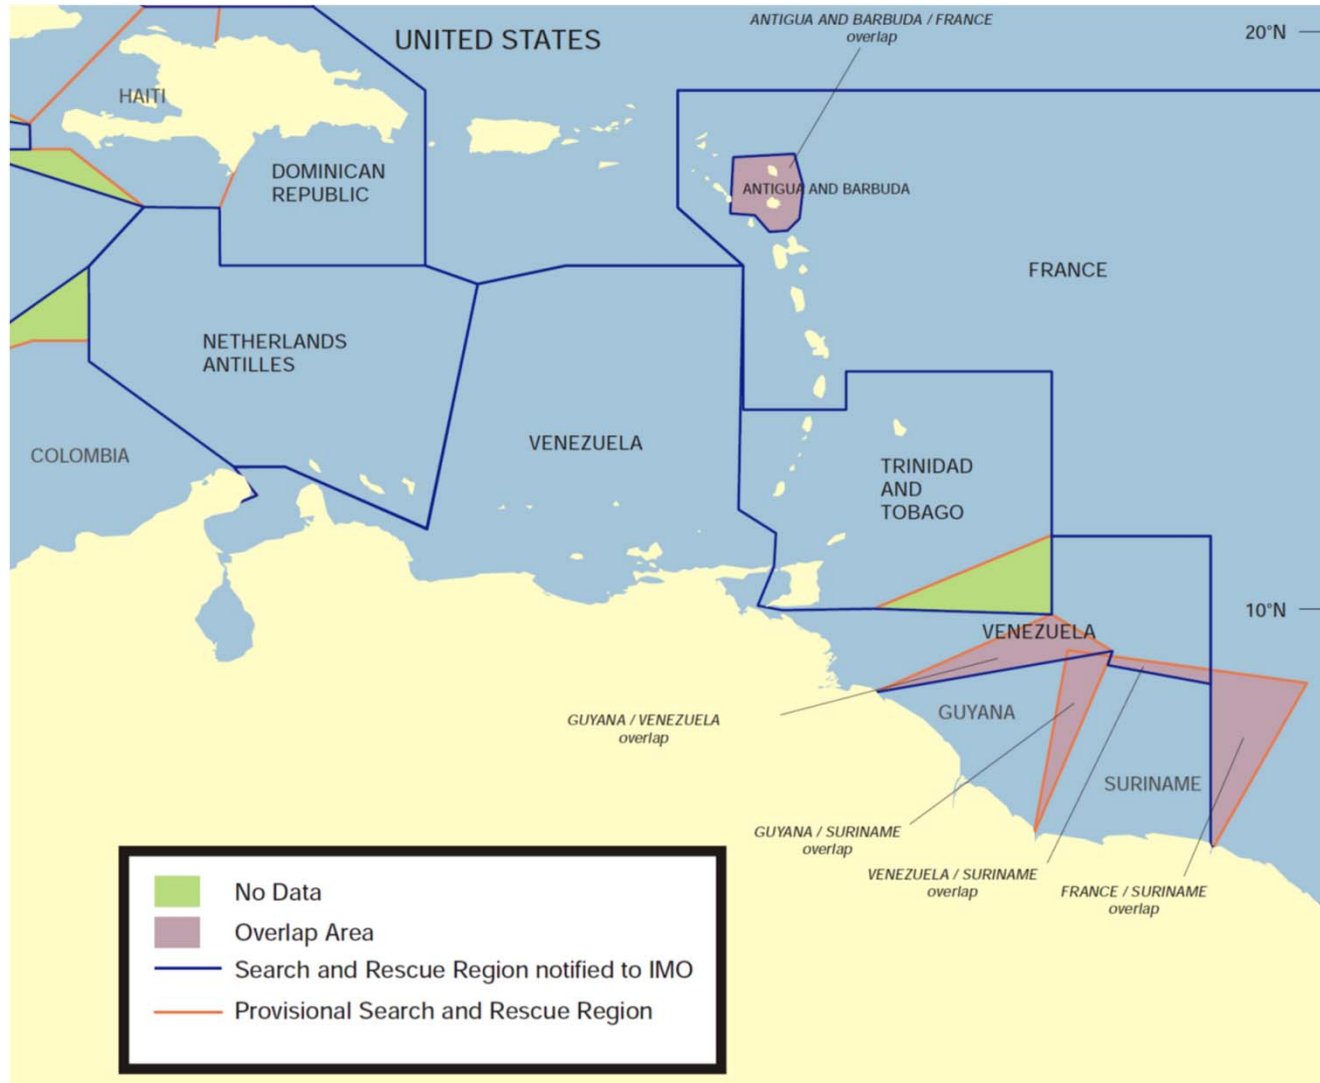 ANTIGUA AND BARBUDA / FRANCE
overlap
UNITED STATES
20°N
HAITI
DOMINICAN
REPUBLIC
ANTIGUA AND BARBUDA
FRANCE
NETHERLANDS
ANTILLES
VENEZUELA
COLOMBIA
TRINIDAD
AND
TOBAGO
10°N
VENEZUELA
GUYANA
GUYANA / VENEZUELA
overlap
SURINAME
GUYANA / SURINAME
overlap
VENEZUELA / SURINAME
overlap
FRANCE / SURINAME
overlap
No Data
Overlap Area
Search and Rescue Region notified to IMO
Provisional Search and Rescue Region